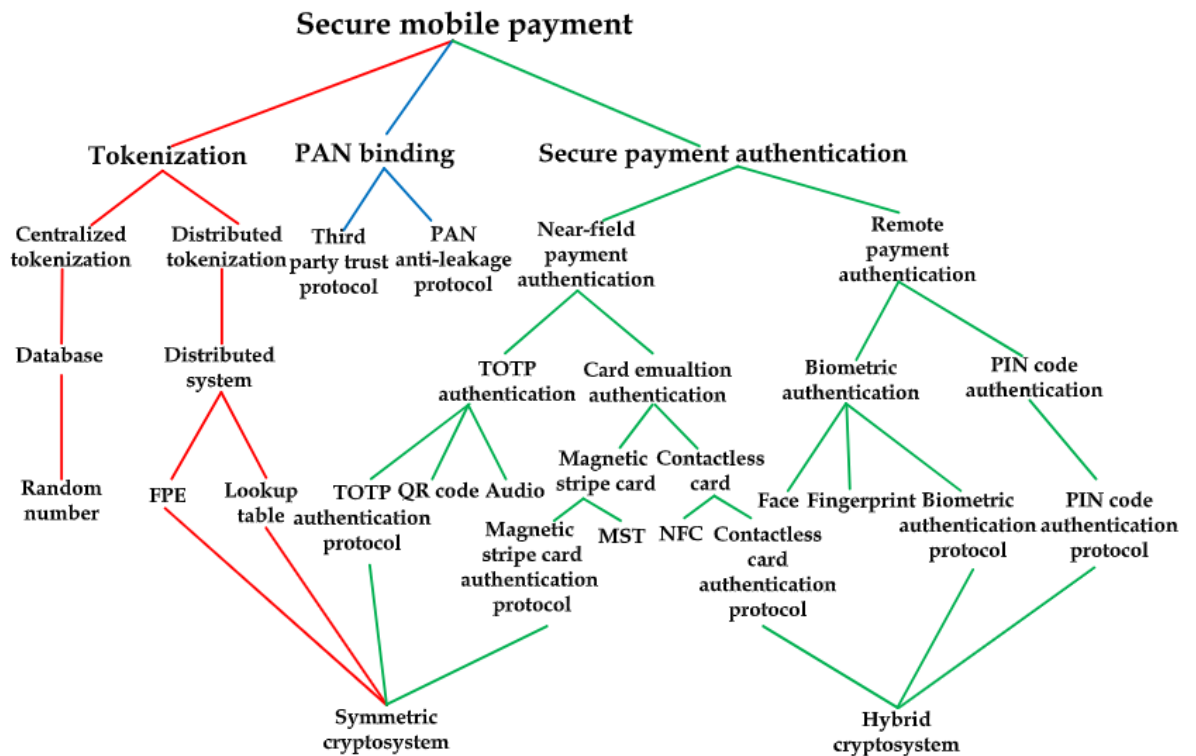 Secure mobile payment
Tokenization
PAN binding
Secure payment authentication
Centralized
tokenization
Distributed
tokenization
Third
party trust
protocol
PAN
anti-leakage
protocol
Near-field
payment
authentication
Remote
payment
authentication
Database
Distributed
system
TOTP
authentication
Card emualtion
authentication
Biometric
authentication
PIN code
authentication
Random
number
FPE
Lookup
table
TOTP
authentication
protocol
QR code
Audio
Magnetic
stripe card
Contactless
card
Magnetic
stripe card
authentication
protocol
MST
NFC
Contactless
card
authentication
protocol
Face
Fingerprint
Biometric
authentication
protocol
PIN code
authentication
protocol
Symmetric
cryptosystem
Hybrid
cryptosystem